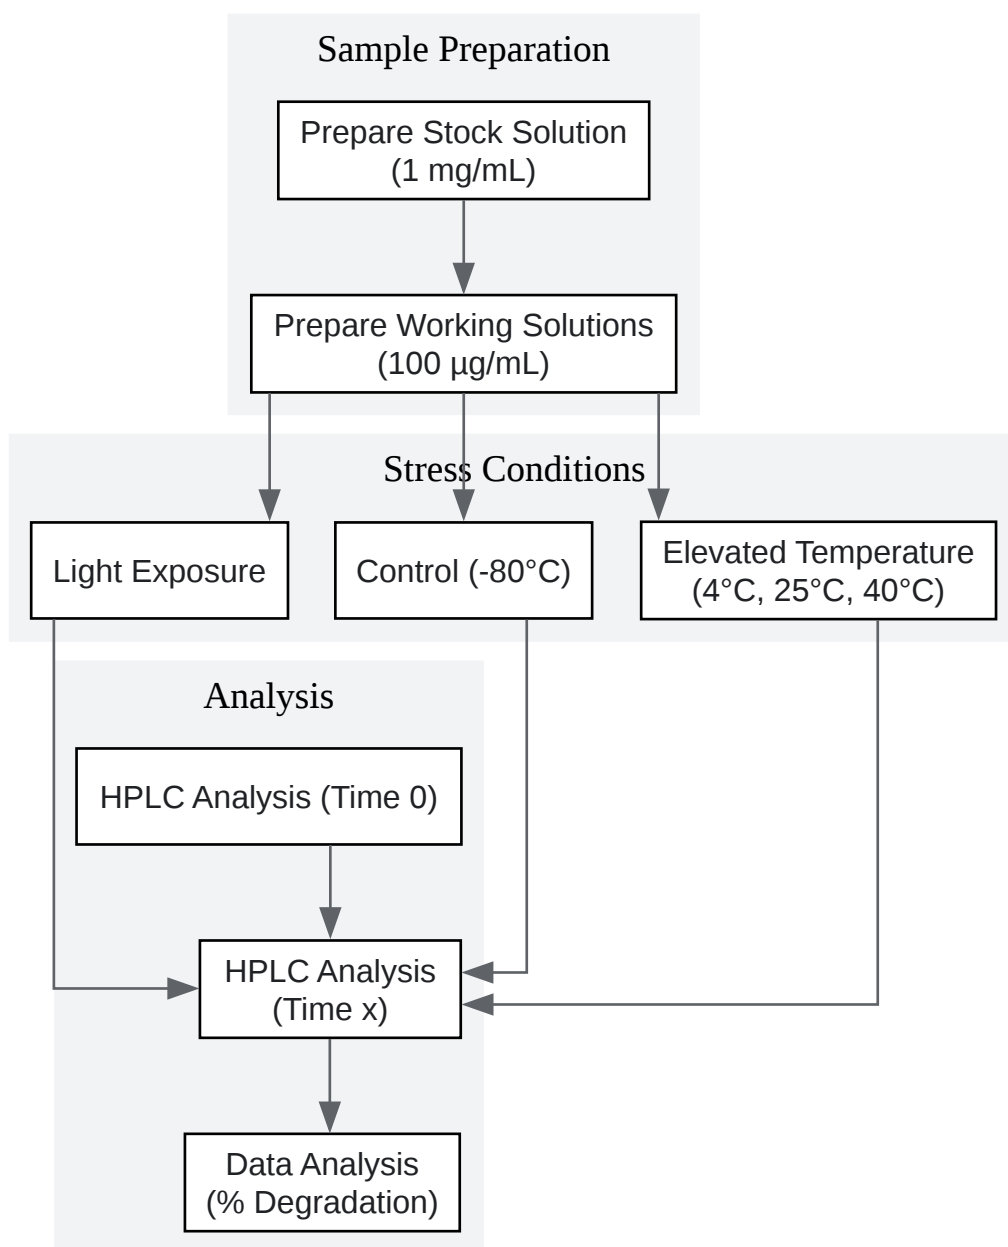 Sample Preparation
Prepare Stock Solution
(1 mg/mL)
Prepare Working Solutions
(100 µg/mL)
Stress Conditions
Light Exposure
Control (-80°C)
Elevated Temperature
(4°C, 25°C, 40°C)
Analysis
HPLC Analysis (Time 0)
HPLC Analysis
(Time x)
Data Analysis
(% Degradation)